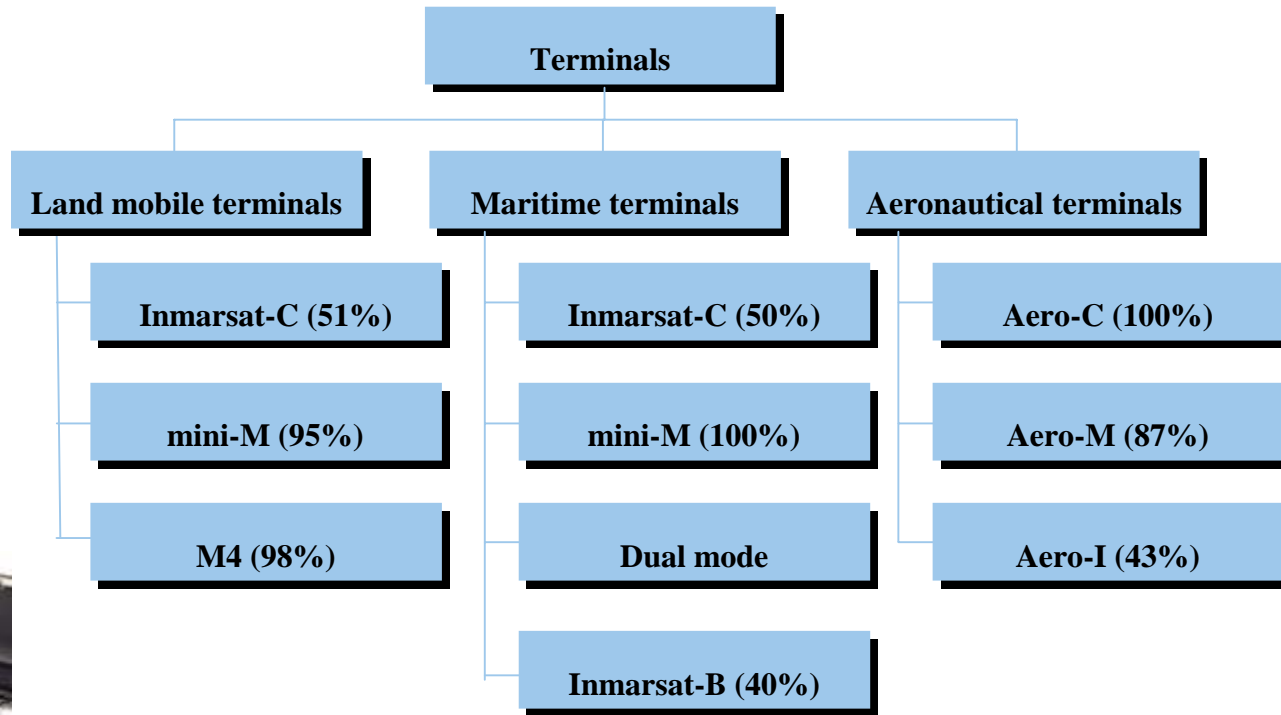 Terminals
Land mobile terminals
Maritime terminals
Aeronautical terminals
Inmarsat-C (51%)
Inmarsat-C (50%)
Aero-C (100%)
mini-M (95%)
mini-M (100%)
Aero-M (87%)
M4 (98%)
Dual mode
Aero-I (43%)
Inmarsat-B (40%)